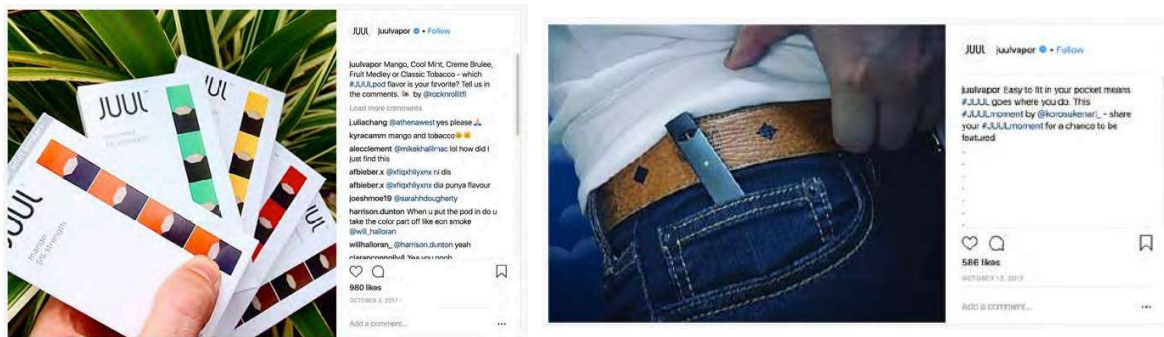 JUUL
JUUL
JUUL
mango
5% strength
JUUL juulvapor • Follow
juulvapor Mango, Cool Mint, Creme Brulee,
Fruit Medley or Classic Tobacco - which
#JUULpod flavor is your favorite? Tell us in
the comments. by @rocknrollitfl
Load more comments
j.uliachang @athenawest yes please
kyracamm mango and tobacco
alecclement @mikekhalilmac lol how did I
just find this
afbieber.x @xfiqxhliyxnx ni dis
afbieber.x @xfiqxhliyxnx dia punya flavour
joeshmoe19 @sarahhdougherty
harrison.dunton When u put the pod in do u
take the color part off like eon smoke
@will_halloran
willhalloran_ @harrison.dunton yeah
980 likes
OCTOBER 3, 2017
Add a comment...
JUUL juulvapor • Follow
juulvapor Easy to fit in your pocket means
#JUUL goes where you do. This
#JUULmoment by @korosukenari_ - share
your #JUULmoment for a chance to be
featured
.
.
.
.
.
.
586 likes
OCTOBER 12, 2017
Add a comment...